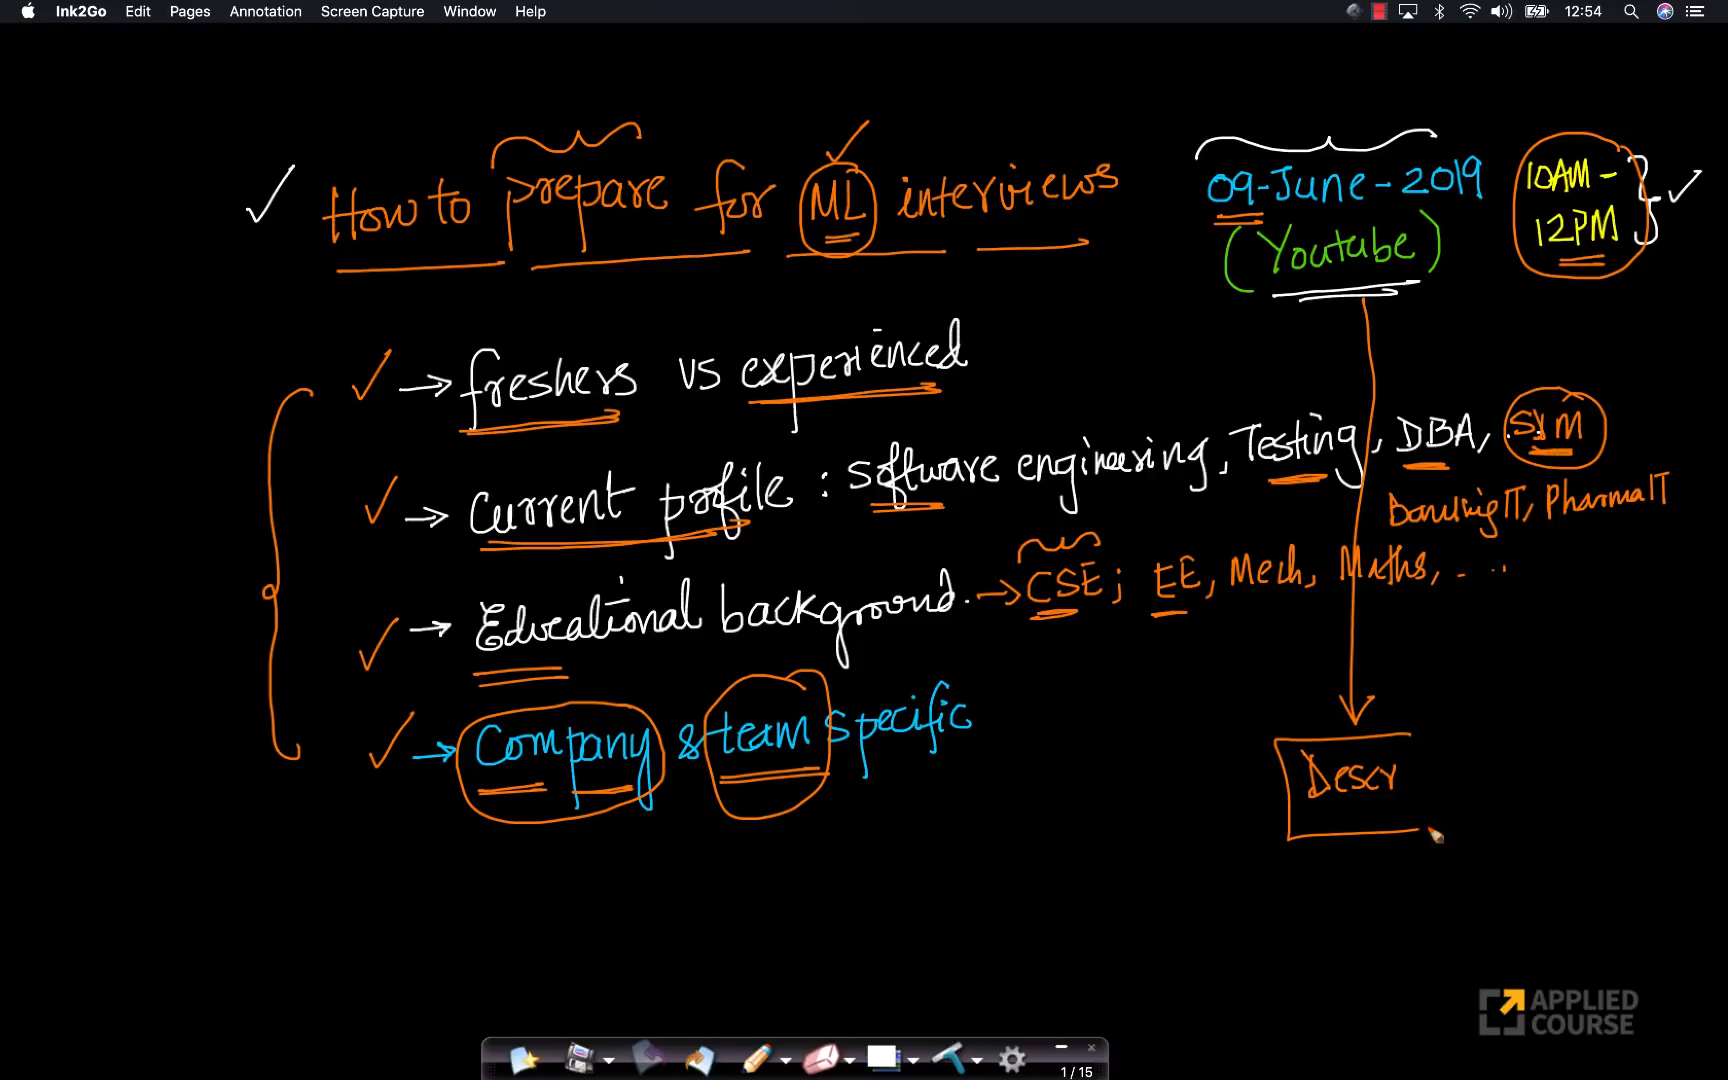 Ink2Go Edit Pages Annotation Screen Capture Window Help 12:54
How to prepare for ML interviews
09-June-2019
(Youtube)
10AM -
12PM
→ freshers vs experienced
→ Current profile : Software engineering, Testing, DBA,
BankingIT, PharmaIT
→ Educational background. → CSE; EE, Mech, Maths, - ..
→ Company & team specific
Descr
APPLIED
COURSE
1 / 15